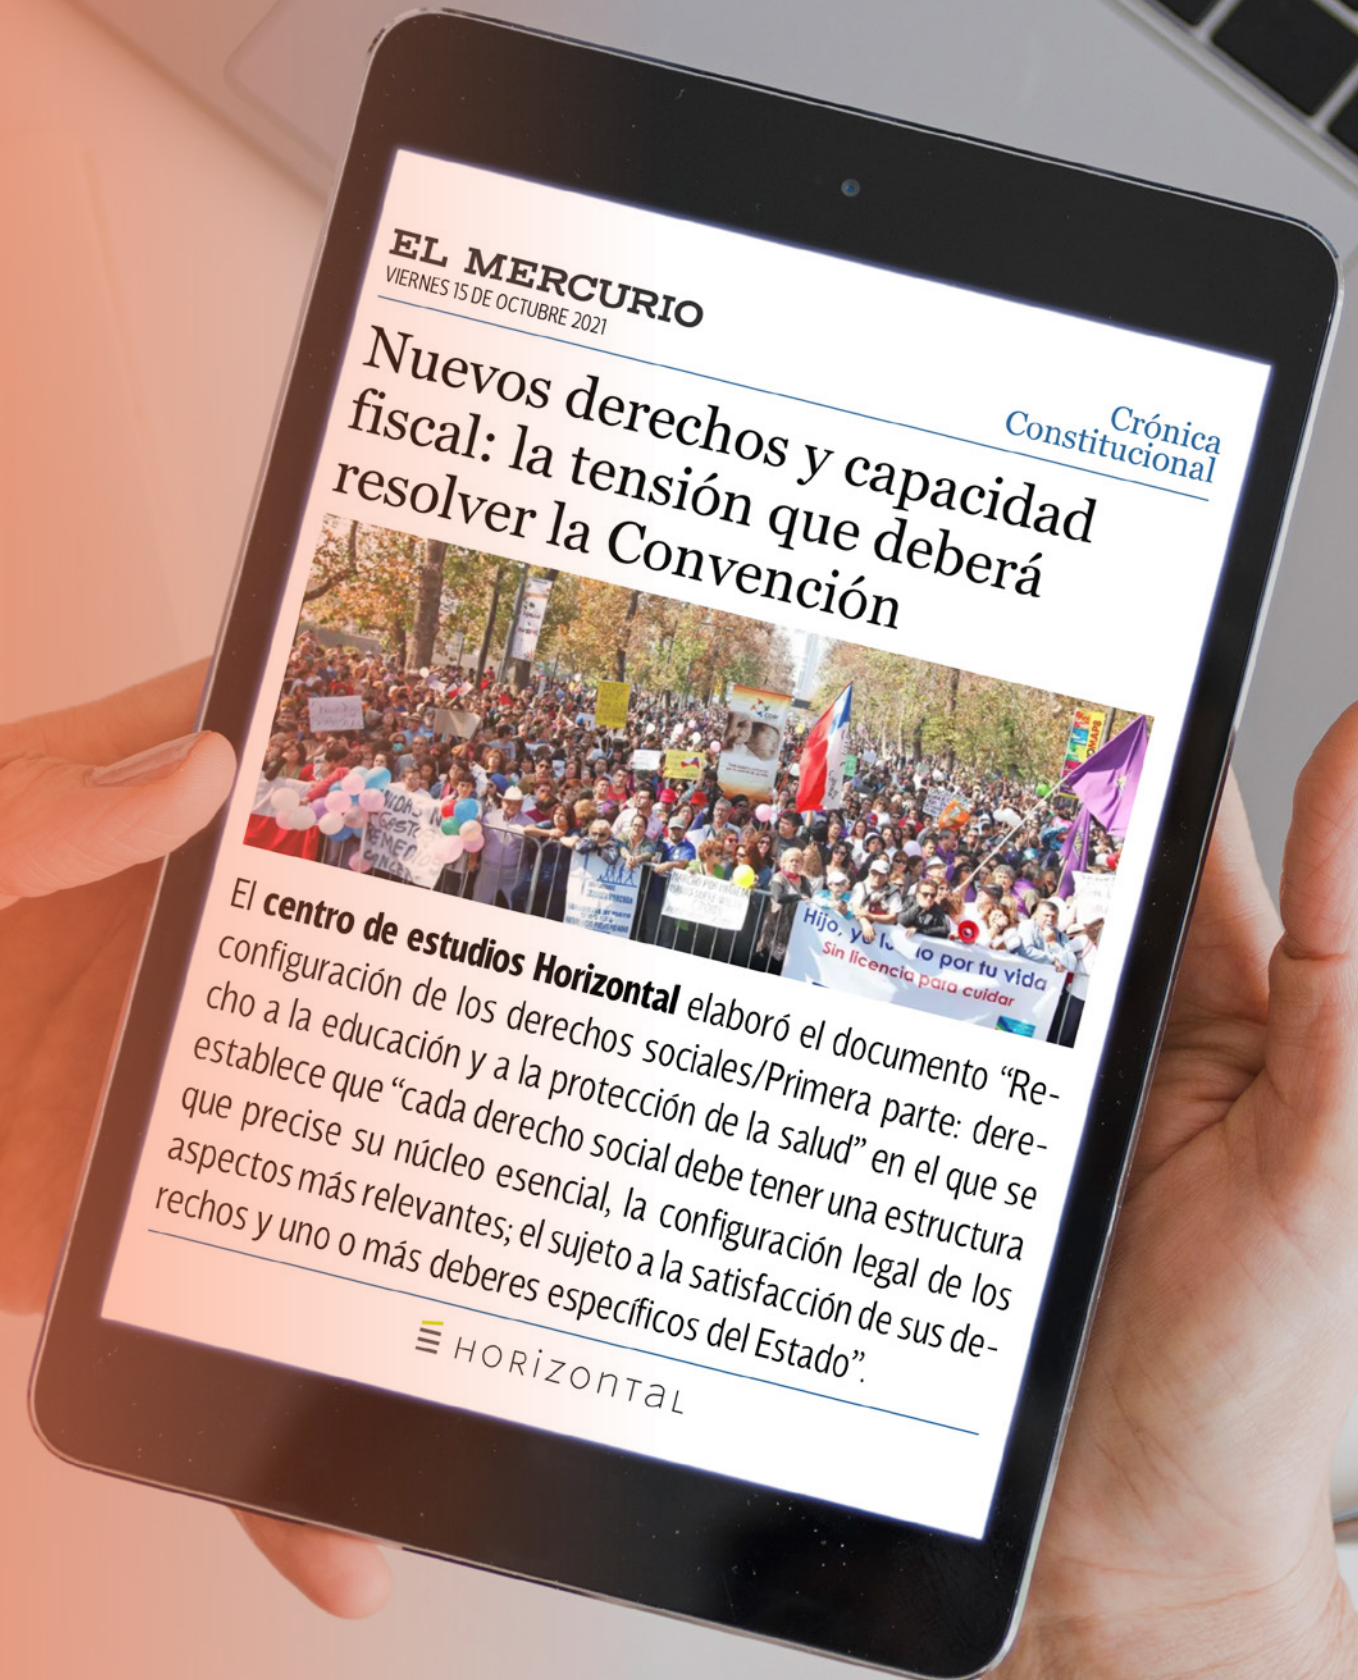 EL MERCURIO
VIERNES 15 DE OCTUBRE 2021
Crónica
Constitucional
Nuevos derechos y capacidad
fiscal: la tensión que deberá
resolver la Convención
Hijo, yo por tu vida
Sin licencia para cuidar
El centro de estudios Horizontal elaboró el documento “Re-
configuración de los derechos sociales/Primera parte: dere-
cho a la educación y a la protección de la salud” en el que se
establece que “cada derecho social debe tener una estructura
que precise su núcleo esencial, la configuración legal de los
aspectos más relevantes; el sujeto a la satisfacción de sus de-
rechos y uno o más deberes específicos del Estado”.
HORIZONTAL